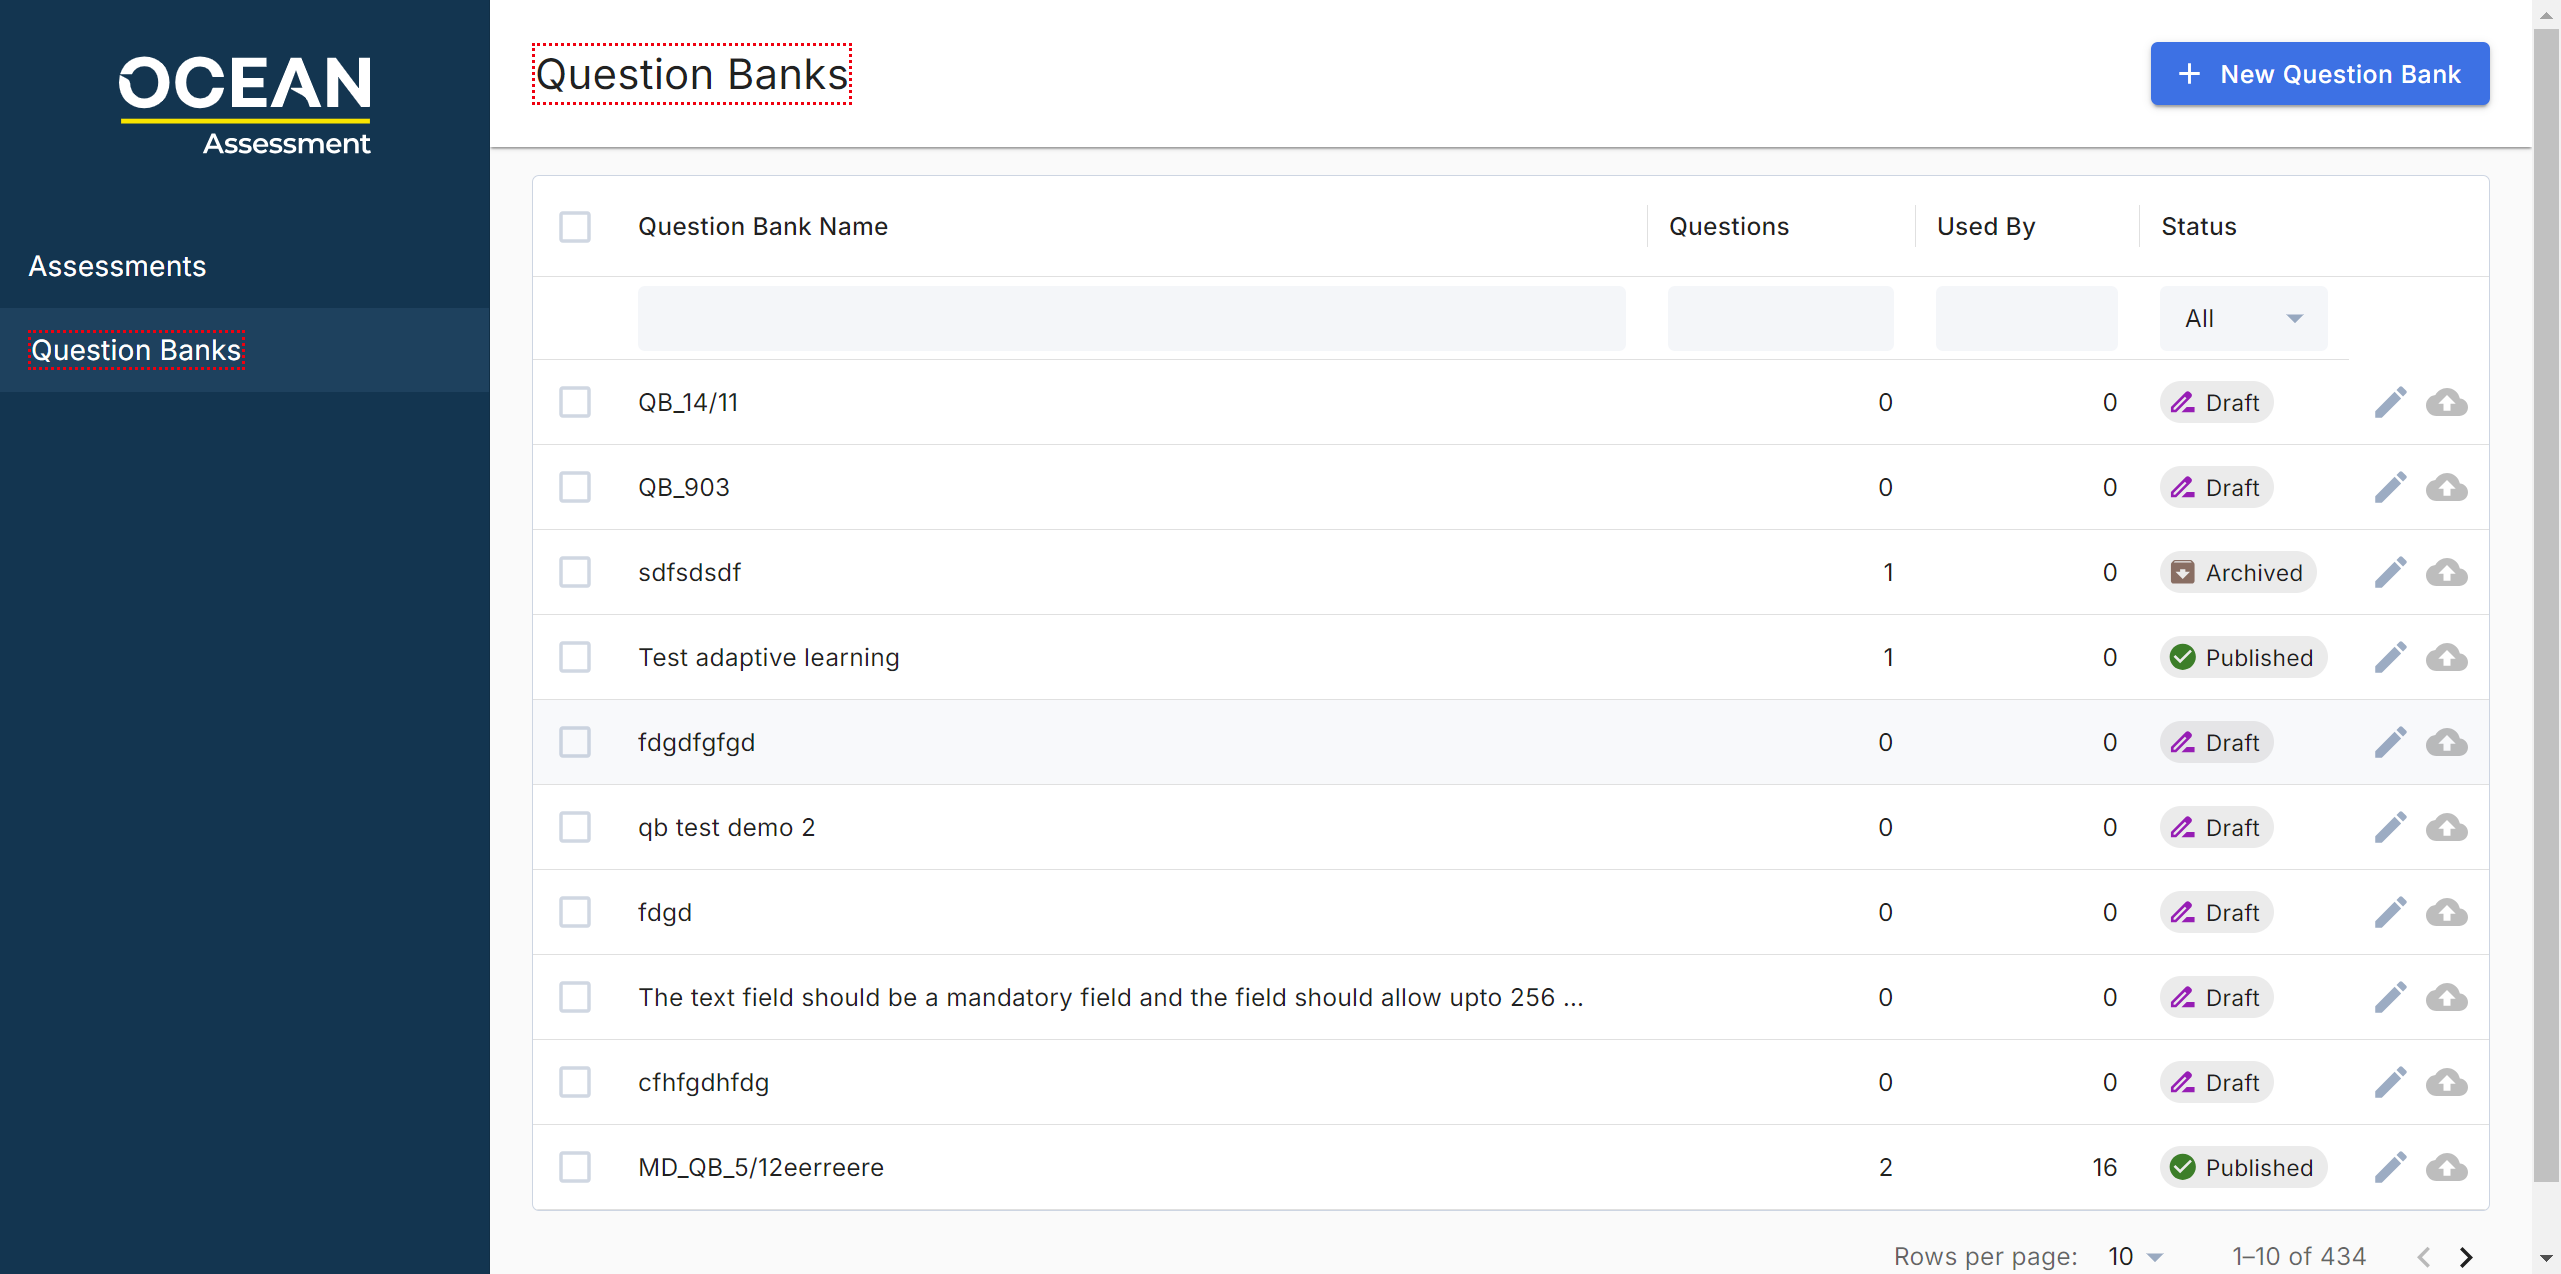 OCEAN
Assessment
Assessments
Question Banks
Question Banks
New Question Bank
Question Bank Name Questions Used By Status
All
QB_14/11 0 0 Draft
QB_903 0 0 Draft
sdfsdsdf 1 0 Archived
Test adaptive learning 1 0 Published
fdgdfgfgd 0 0 Draft
qb test demo 2 0 0 Draft
fdgd 0 0 Draft
The text field should be a mandatory field and the field should allow upto 256 ... 0 0 Draft
cfhfgdhfdg 0 0 Draft
MD_QB_5/12eerreere 2 16 Published
Rows per page: 10 1–10 of 434